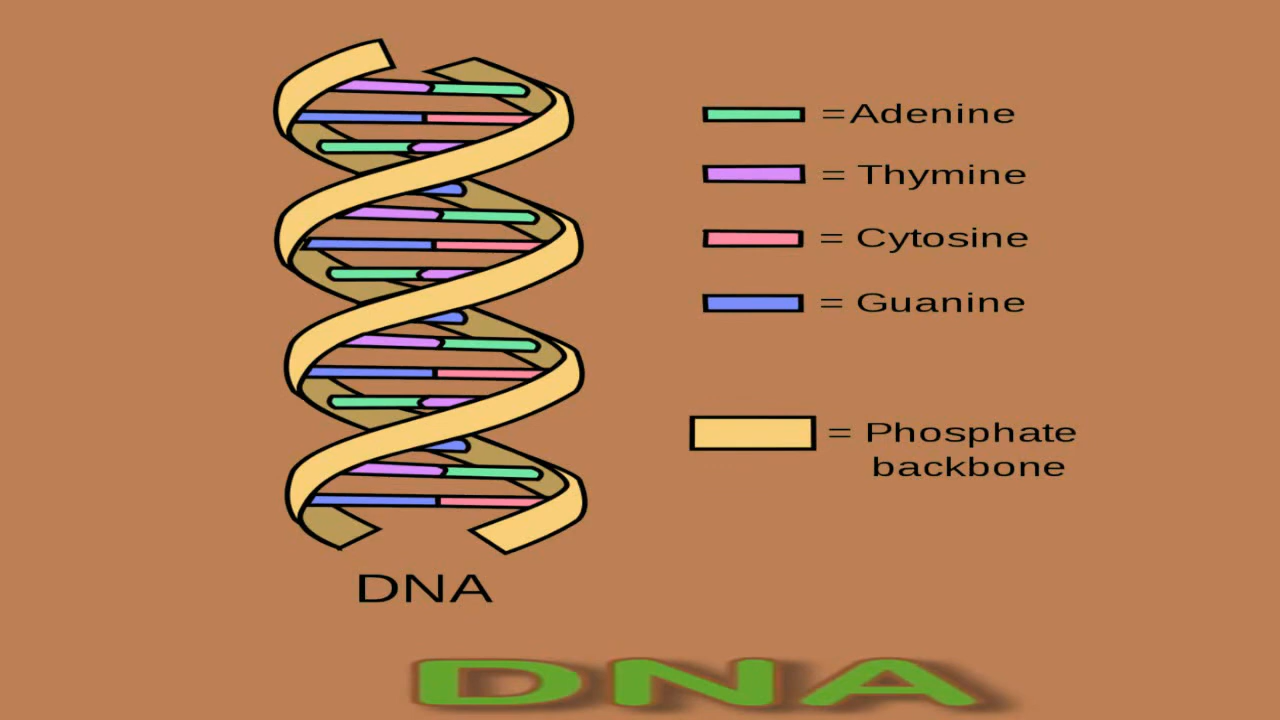 =Adenine
= Thymine
= Cytosine
= Guanine
= Phosphate
backbone
DNA
DNA